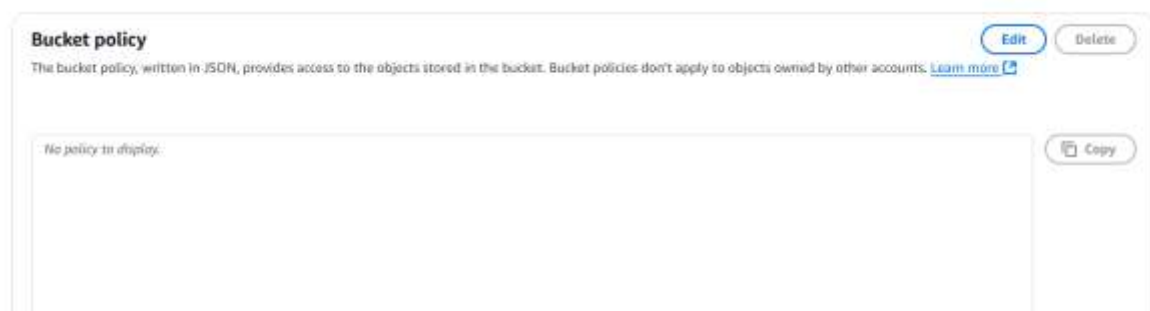 Bucket policy
Edit
Delete
The bucket policy, written in JSON, provides access to the objects stored in the bucket. Bucket policies don't apply to objects owned by other accounts. Learn more
No policy to display.
Copy